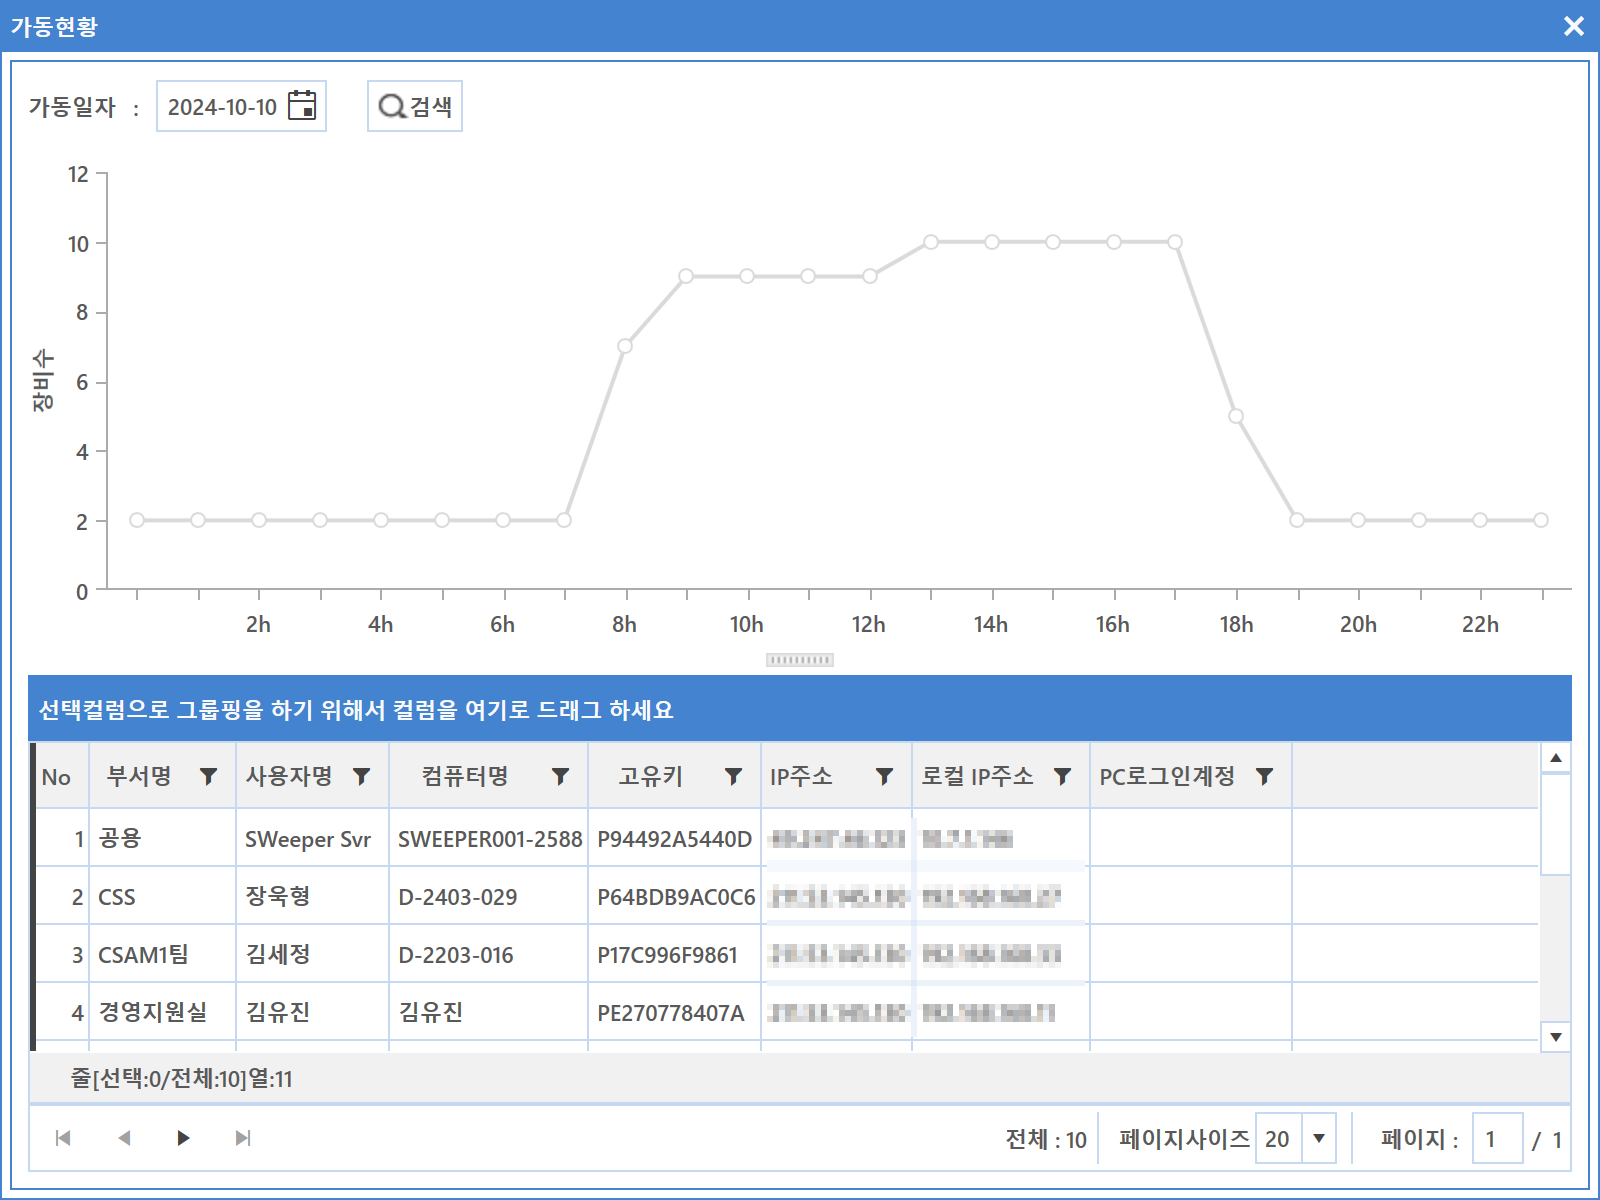 가동현황
가동일자 : 2024-10-10 검색
12
10
8
6
4
2
0
장비수
2h 4h 6h 8h 10h 12h 14h 16h 18h 20h 22h
선택컬럼으로 그룹핑을 하기 위해서 컬럼을 여기로 드래그 하세요
No 부서명 사용자명 컴퓨터명 고유키 IP주소 로컬 IP주소 PC로그인계정
1 공용 SWeeper Svr SWEEPER001-2588 P94492A5440D
2 CSS 장욱형 D-2403-029 P64BDB9AC0C6
3 CSAM1팀 김세정 D-2203-016 P17C996F9861
4 경영지원실 김유진 김유진 PE270778407A
줄[선택:0/전체:10]열:11
전체 : 10 페이지사이즈 20 페이지 : 1 / 1